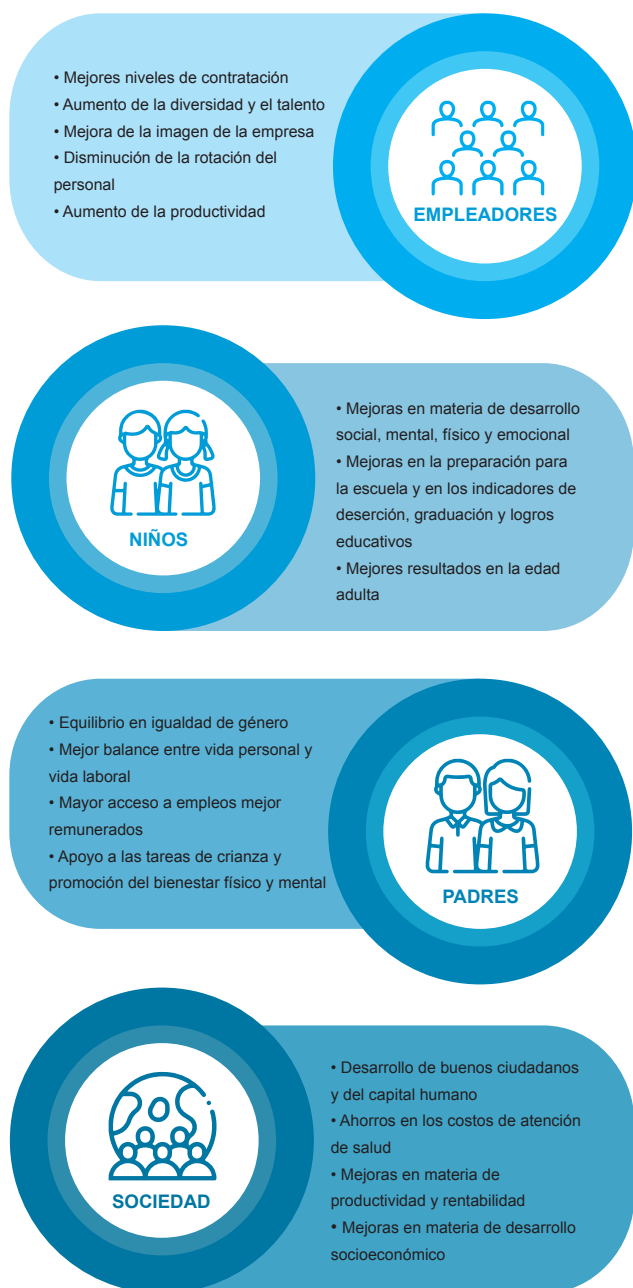 • Mejores niveles de contratación
• Aumento de la diversidad y el talento
• Mejora de la imagen de la empresa
• Disminución de la rotación del
personal
• Aumento de la productividad
EMPLEADORES
• Mejoras en materia de desarrollo
social, mental, físico y emocional
• Mejoras en la preparación para
la escuela y en los indicadores de
deserción, graduación y logros
educativos
• Mejores resultados en la edad
adulta
NIÑOS
• Equilibrio en igualdad de género
• Mejor balance entre vida personal y
vida laboral
• Mayor acceso a empleos mejor
remunerados
• Apoyo a las tareas de crianza y
promoción del bienestar físico y mental
PADRES
• Desarrollo de buenos ciudadanos
y del capital humano
• Ahorros en los costos de atención
de salud
• Mejoras en materia de
productividad y rentabilidad
• Mejoras en materia de desarrollo
socioeconómico
SOCIEDAD